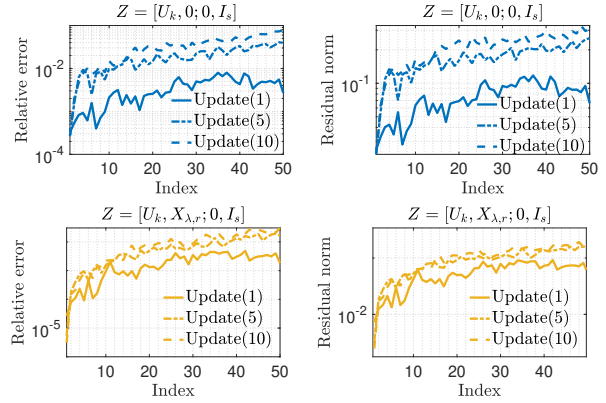 Z = [U_k, 0; 0, I_s]
Relative error
10^-2
10^-4
10 20 30 40 50
Index
Update(1)
Update(5)
Update(10)
Z = [U_k, 0; 0, I_s]
Residual norm
10^-1
10 20 30 40 50
Index
Update(1)
Update(5)
Update(10)
Z = [U_k, X_λ,r; 0, I_s]
Relative error
10^-5
10 20 30 40 50
Index
Update(1)
Update(5)
Update(10)
Z = [U_k, X_λ,r; 0, I_s]
Residual norm
10^-2
10 20 30 40 50
Index
Update(1)
Update(5)
Update(10)